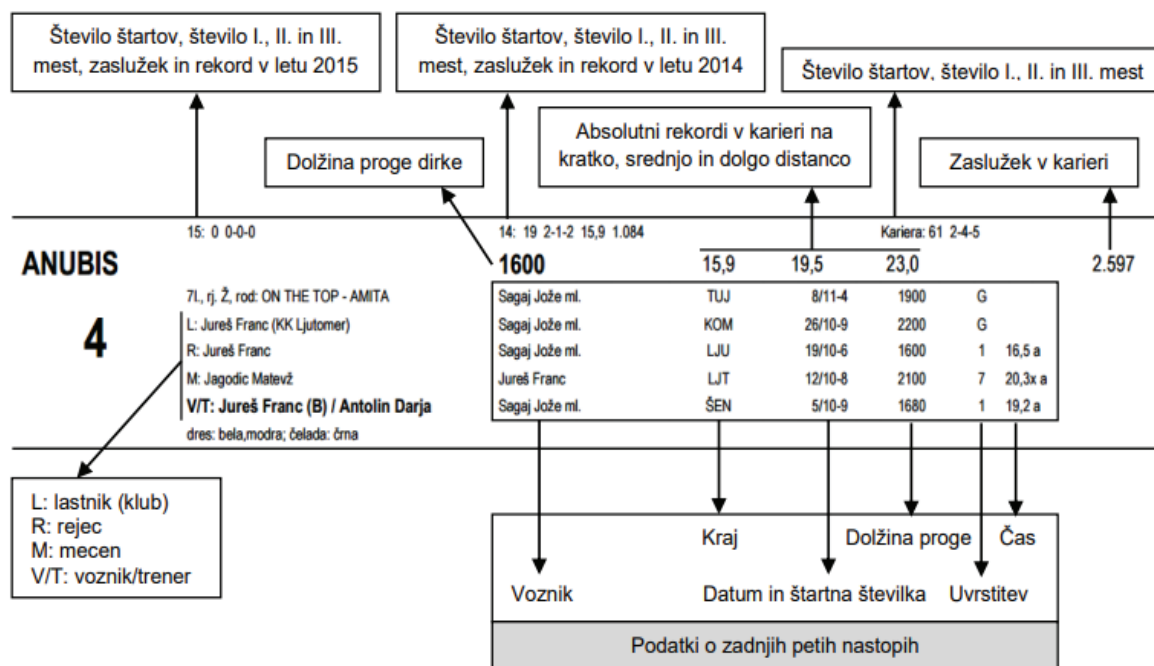 Število štartov, število I., II. in III.
mest, zaslužek in rekord v letu 2015
Število štartov, število I., II. in III.
mest, zaslužek in rekord v letu 2014
Število štartov, število I., II. in III. mest
Dolžina proge dirke
Absolutni rekordi v karieri na
kratko, srednjo in dolgo distanco
Zaslužek v karieri
15: 0 0-0-0 14: 19 2-1-2 15,9 1.084 Kariera: 61 2-4-5
ANUBIS 1600 15,9 19,5 23,0 2.597
4
7l., rj. Ž, rod: ON THE TOP - AMITA
L: Jureš Franc (KK Ljutomer)
R: Jureš Franc
M: Jagodic Matevž
V/T: Jureš Franc (B) / Antolin Darja
dres: bela,modra; čelada: črna
Sagaj Jože ml. TUJ 8/11-4 1900 G
Sagaj Jože ml. KOM 26/10-9 2200 G
Sagaj Jože ml. LJU 19/10-6 1600 1 16,5 a
Jureš Franc LJT 12/10-8 2100 7 20,3x a
Sagaj Jože ml. ŠEN 5/10-9 1680 1 19,2 a
L: lastnik (klub)
R: rejec
M: mecen
V/T: voznik/trener
Kraj Dolžina proge Čas
Voznik Datum in štartna številka Uvrstitev
Podatki o zadnjih petih nastopih